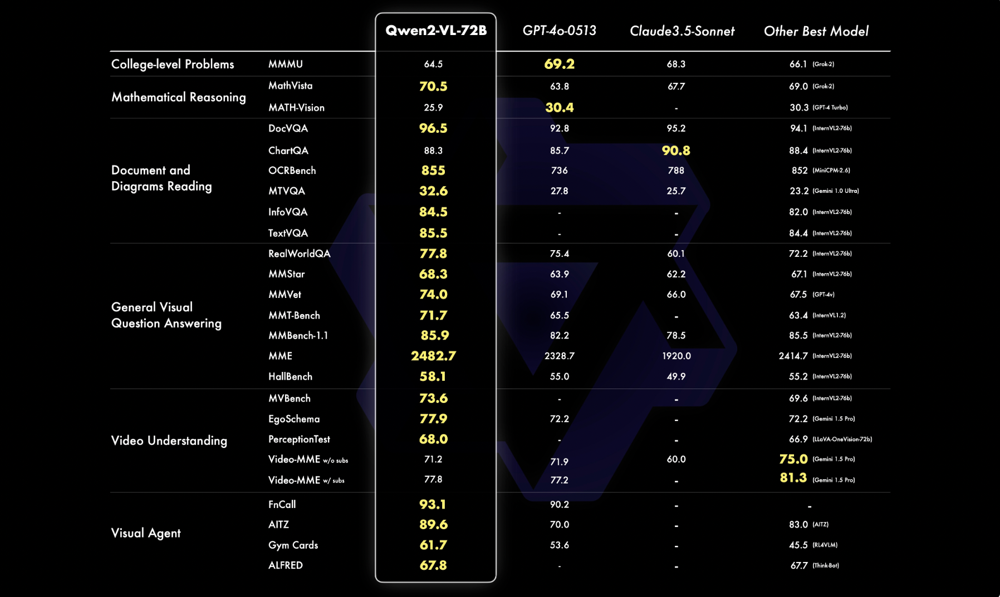 Qwen2-VL-72B GPT-4o-0513 Claude3.5-Sonnet Other Best Model
College-level Problems MMMU 64.5 69.2 68.3 66.1 (Grok-2)
Mathematical Reasoning
MathVista 70.5 63.8 67.7 69.0 (Grok-2)
MATH-Vision 25.9 30.4 - 30.3 (GPT-4 Turbo)
Document and
Diagrams Reading
DocVQA 96.5 92.8 95.2 94.1 (InternVL2-76b)
ChartQA 88.3 85.7 90.8 88.4 (InternVL2-76b)
OCRBench 855 736 788 852 (MiniCPM-2.6)
MTVQA 32.6 27.8 25.7 23.2 (Gemini 1.0 Ultra)
InfoVQA 84.5 - - 82.0 (InternVL2-76b)
TextVQA 85.5 - - 84.4 (InternVL2-76b)
General Visual
Question Answering
RealWorldQA 77.8 75.4 60.1 72.2 (InternVL2-76b)
MMStar 68.3 63.9 62.2 67.1 (InternVL2-76b)
MMVet 74.0 69.1 66.0 67.5 (GPT-4v)
MMT-Bench 71.7 65.5 - 63.4 (InternVL1.2)
MMBench-1.1 85.9 82.2 78.5 85.5 (InternVL2-76b)
MME 2482.7 2328.7 1920.0 2414.7 (InternVL2-76b)
HallBench 58.1 55.0 49.9 55.2 (InternVL2-76b)
Video Understanding
MVBench 73.6 - - 69.6 (InternVL2-76b)
EgoSchema 77.9 72.2 - 72.2 (Gemini 1.5 Pro)
PerceptionTest 68.0 - - 66.9 (LLaVA-OneVision-72b)
Video-MME w/o subs 71.2 71.9 60.0 75.0 (Gemini 1.5 Pro)
Video-MME w/ subs 77.8 77.2 - 81.3 (Gemini 1.5 Pro)
Visual Agent
FnCall 93.1 90.2 - -
AITZ 89.6 70.0 - 83.0 (AITZ)
Gym Cards 61.7 53.6 - 45.5 (RL4VLM)
ALFRED 67.8 - - 67.7 (Think-Bot)